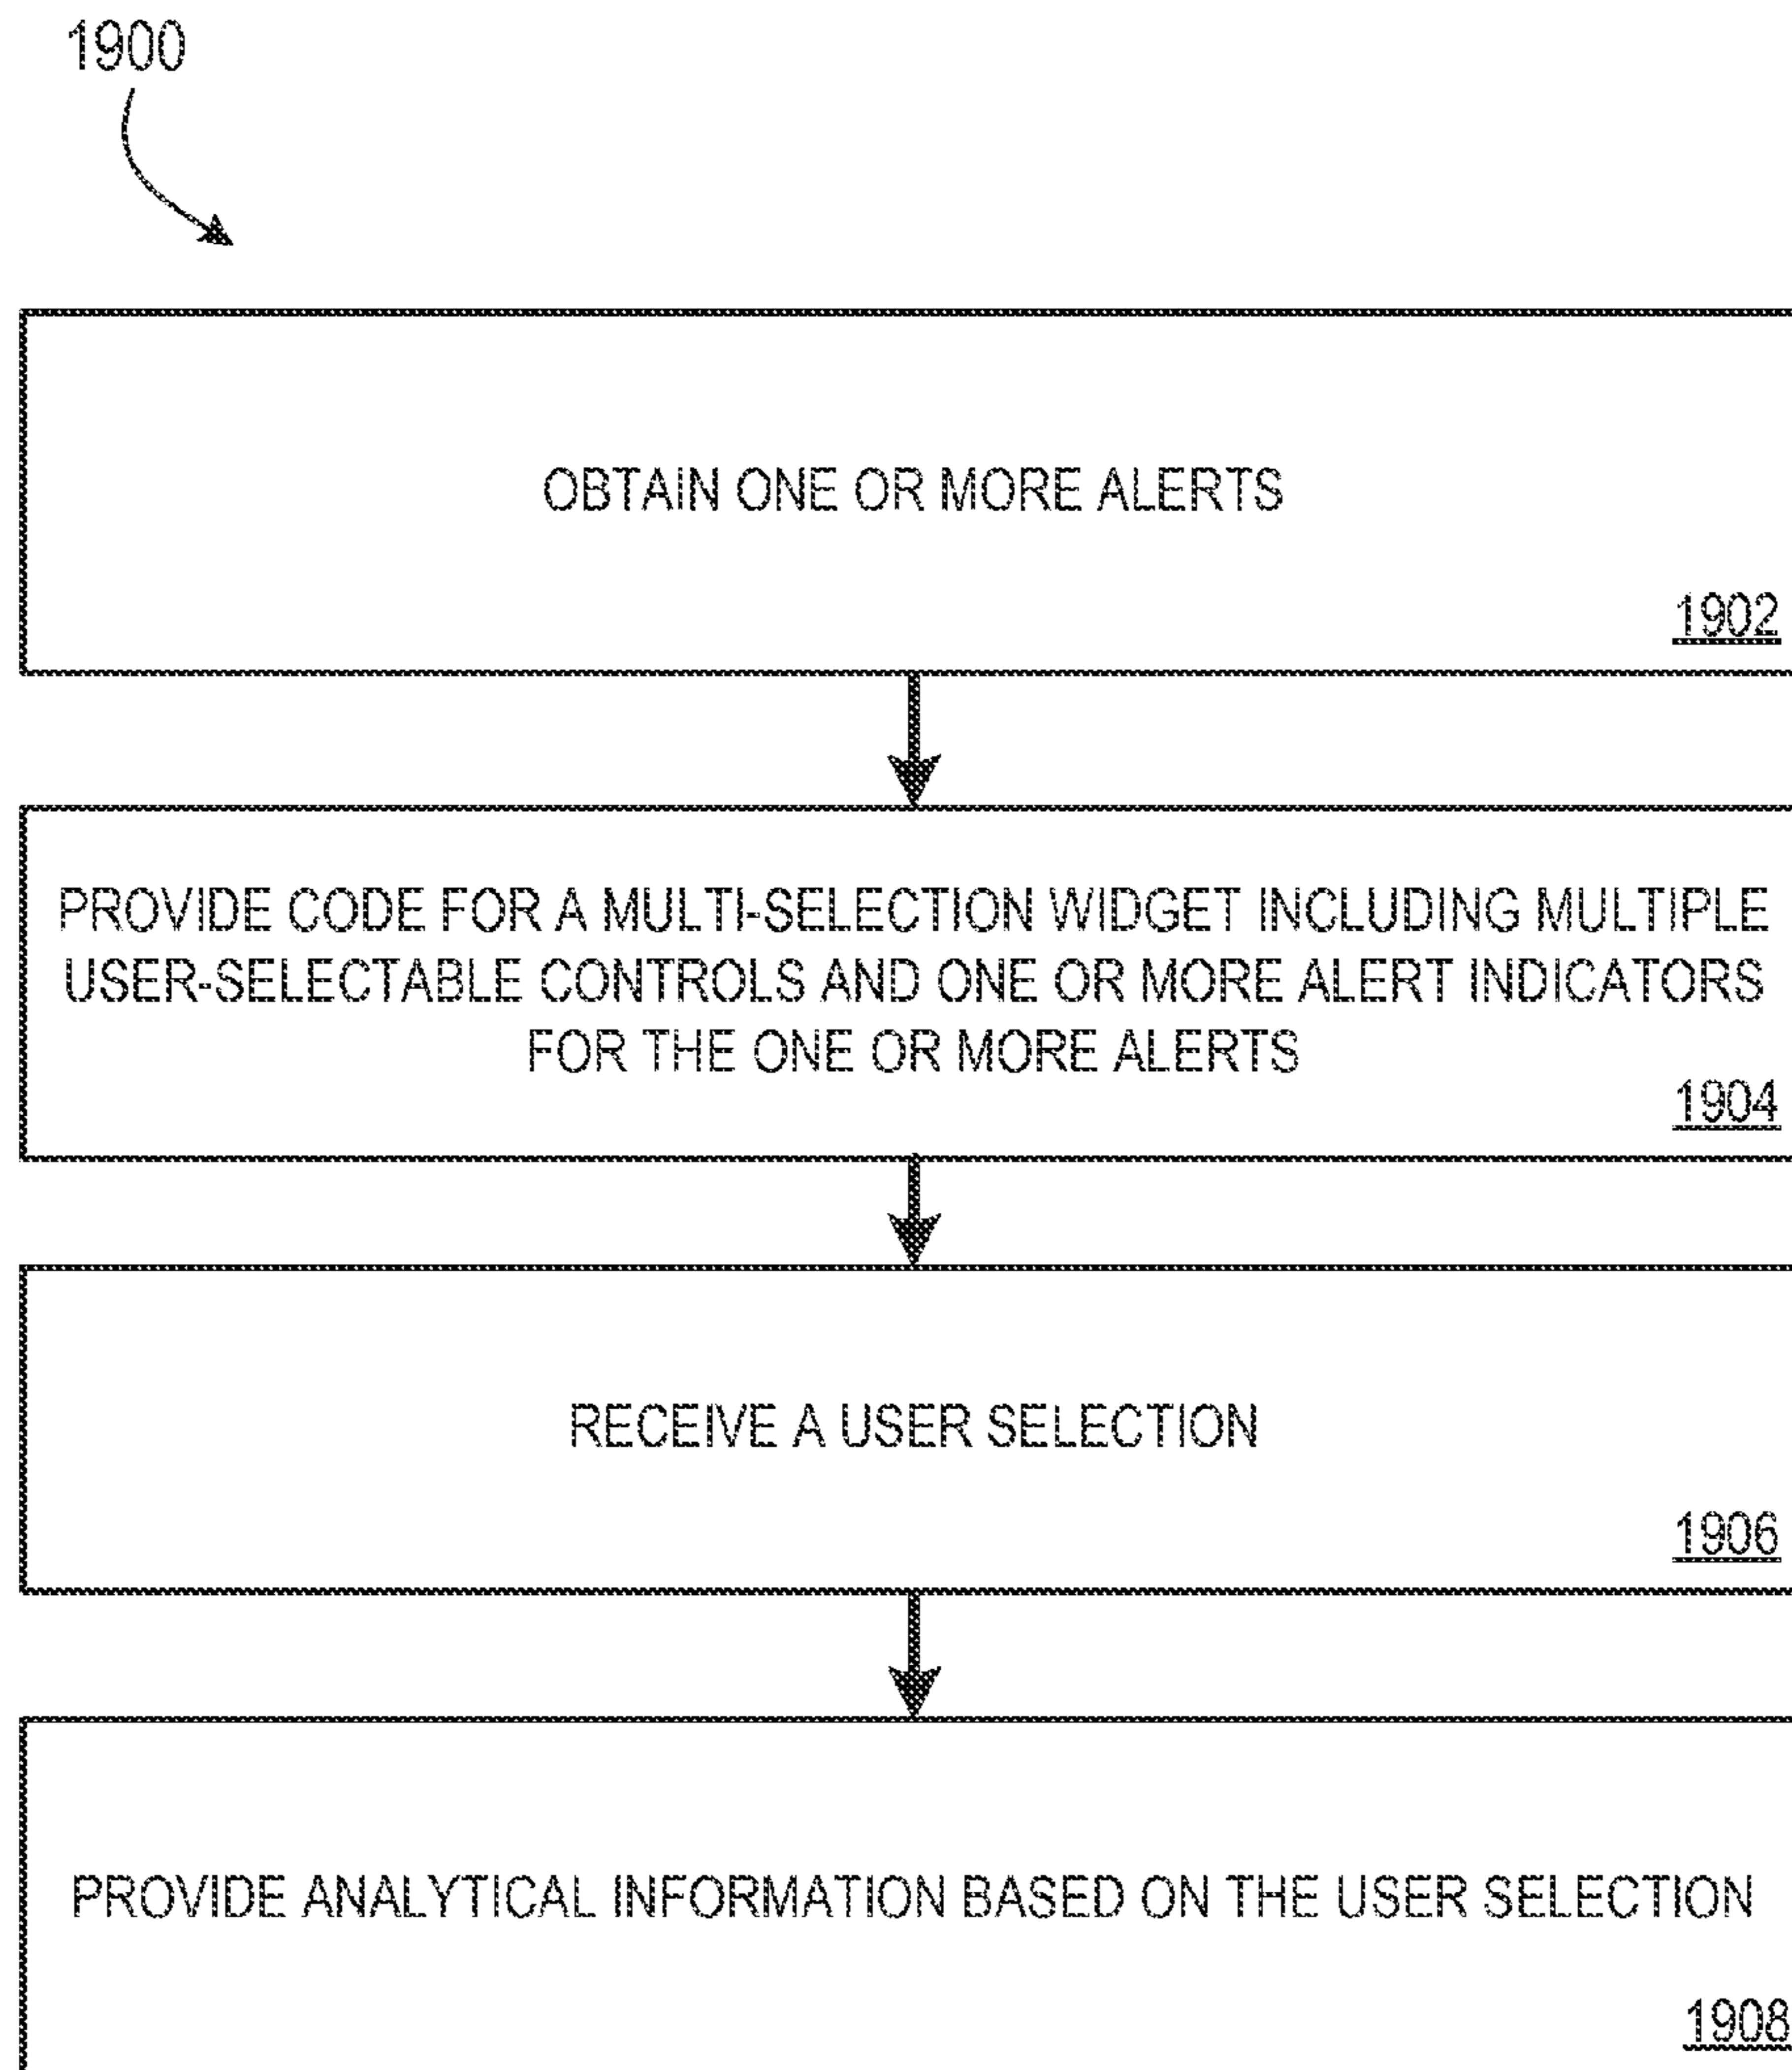 1900
OBTAIN ONE OR MORE ALERTS
1902
PROVIDE CODE FOR A MULTI-SELECTION WIDGET INCLUDING MULTIPLE
USER-SELECTABLE CONTROLS AND ONE OR MORE ALERT INDICATORS
FOR THE ONE OR MORE ALERTS
1904
RECEIVE A USER SELECTION
1906
PROVIDE ANALYTICAL INFORMATION BASED ON THE USER SELECTION
1908